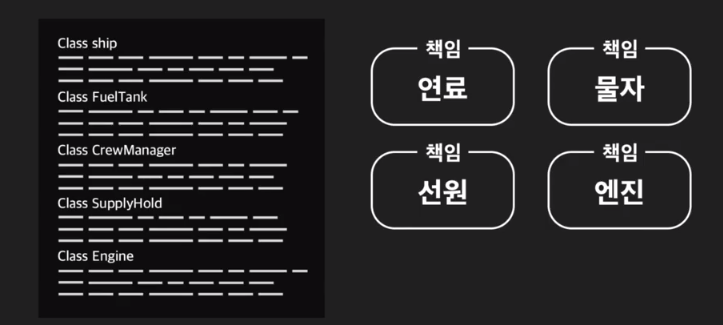 Class ship
Class FuelTank
Class CrewManager
Class SupplyHold
Class Engine
책임
연료
책임
물자
책임
선원
책임
엔진